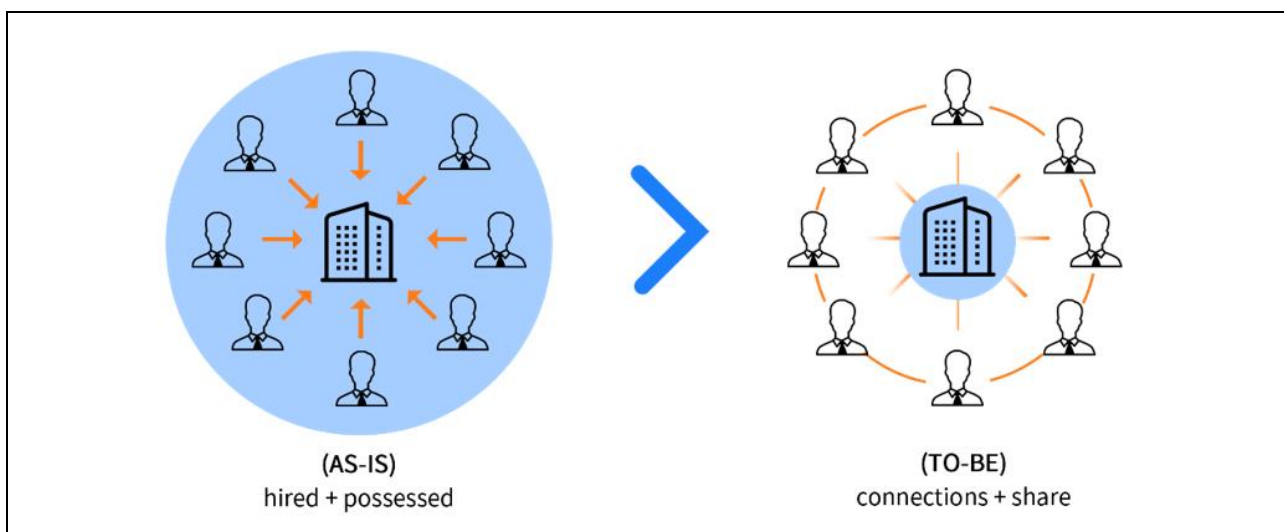 (AS-IS)
hired + possessed
(TO-BE)
connections + share